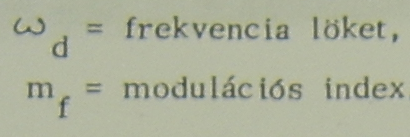 ω_d = frekvencia löket,
m_f = modulációs index